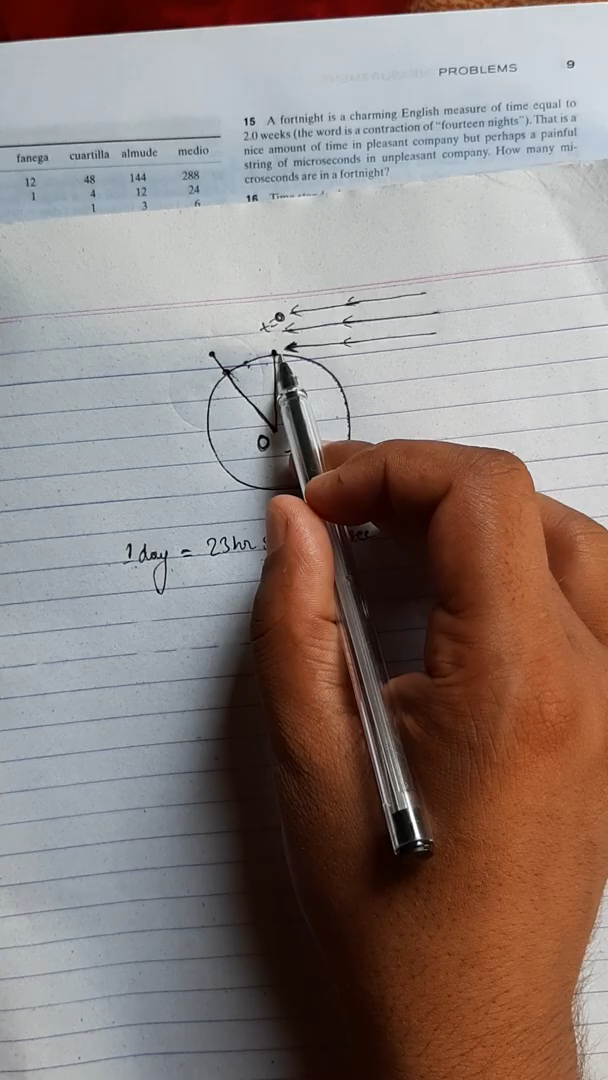 PROBLEMS 9
fanega cuartilla almude medio
12 48 144 288
1 4 12 24
1 3 6
15 A fortnight is a charming English measure of time equal to
2.0 weeks (the word is a contraction of "fourteen nights"). That is a
nice amount of time in pleasant company but perhaps a painful
string of microseconds in unpleasant company. How many mi-
croseconds are in a fortnight?
16
t=0
O
1 day = 23hr sec